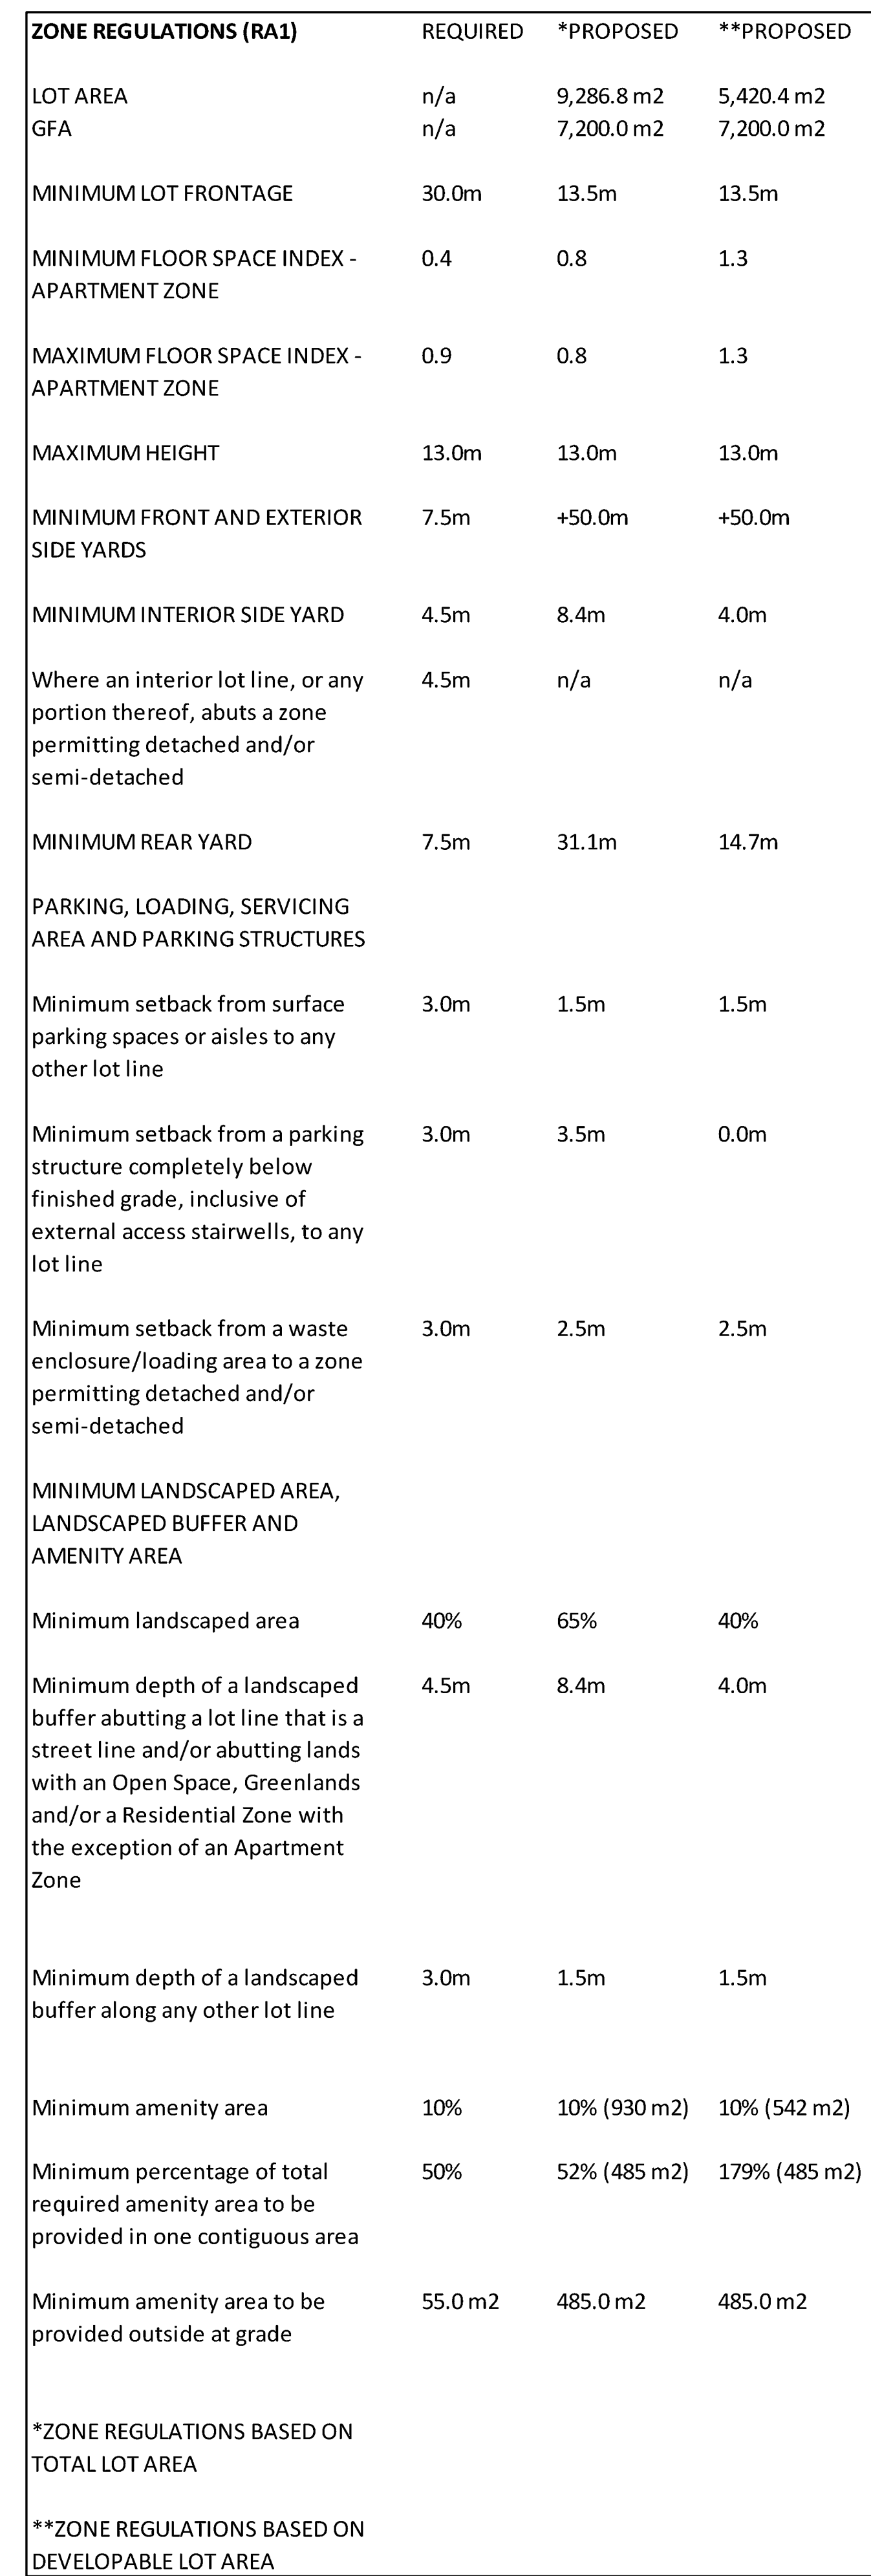 ZONE REGULATIONS (RA1) REQUIRED *PROPOSED **PROPOSED
LOT AREA n/a 9,286.8 m2 5,420.4 m2
GFA n/a 7,200.0 m2 7,200.0 m2
MINIMUM LOT FRONTAGE 30.0m 13.5m 13.5m
MINIMUM FLOOR SPACE INDEX - 0.4 0.8 1.3
APARTMENT ZONE
MAXIMUM FLOOR SPACE INDEX - 0.9 0.8 1.3
APARTMENT ZONE
MAXIMUM HEIGHT 13.0m 13.0m 13.0m
MINIMUM FRONT AND EXTERIOR 7.5m +50.0m +50.0m
SIDE YARDS
MINIMUM INTERIOR SIDE YARD 4.5m 8.4m 4.0m
Where an interior lot line, or any 4.5m n/a n/a
portion thereof, abuts a zone
permitting detached and/or
semi-detached
MINIMUM REAR YARD 7.5m 31.1m 14.7m
PARKING, LOADING, SERVICING
AREA AND PARKING STRUCTURES
Minimum setback from surface 3.0m 1.5m 1.5m
parking spaces or aisles to any
other lot line
Minimum setback from a parking 3.0m 3.5m 0.0m
structure completely below
finished grade, inclusive of
external access stairwells, to any
lot line
Minimum setback from a waste 3.0m 2.5m 2.5m
enclosure/loading area to a zone
permitting detached and/or
semi-detached
MINIMUM LANDSCAPED AREA,
LANDSCAPED BUFFER AND
AMENITY AREA
Minimum landscaped area 40% 65% 40%
Minimum depth of a landscaped 4.5m 8.4m 4.0m
buffer abutting a lot line that is a
street line and/or abutting lands
with an Open Space, Greenlands
and/or a Residential Zone with
the exception of an Apartment
Zone
Minimum depth of a landscaped 3.0m 1.5m 1.5m
buffer along any other lot line
Minimum amenity area 10% 10% (930 m2) 10% (542 m2)
Minimum percentage of total 50% 52% (485 m2) 179% (485 m2)
required amenity area to be
provided in one contiguous area
Minimum amenity area to be 55.0 m2 485.0 m2 485.0 m2
provided outside at grade
*ZONE REGULATIONS BASED ON
TOTAL LOT AREA
**ZONE REGULATIONS BASED ON
DEVELOPABLE LOT AREA